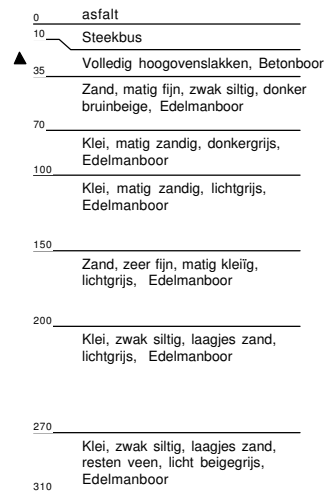 0 asfalt
10 Steekbus
Volledig hoogovenslakken, Betonboor
35
Zand, matig fijn, zwak siltig, donker
bruinbeige, Edelmanboor
70
Klei, matig zandig, donkergrijs,
Edelmanboor
100
Klei, matig zandig, lichtgrijs,
Edelmanboor
150
Zand, zeer fijn, matig kleiïg,
lichtgrijs, Edelmanboor
200
Klei, zwak siltig, laagjes zand,
lichtgrijs, Edelmanboor
270
Klei, zwak siltig, laagjes zand,
resten veen, licht beigegrijs,
Edelmanboor
310